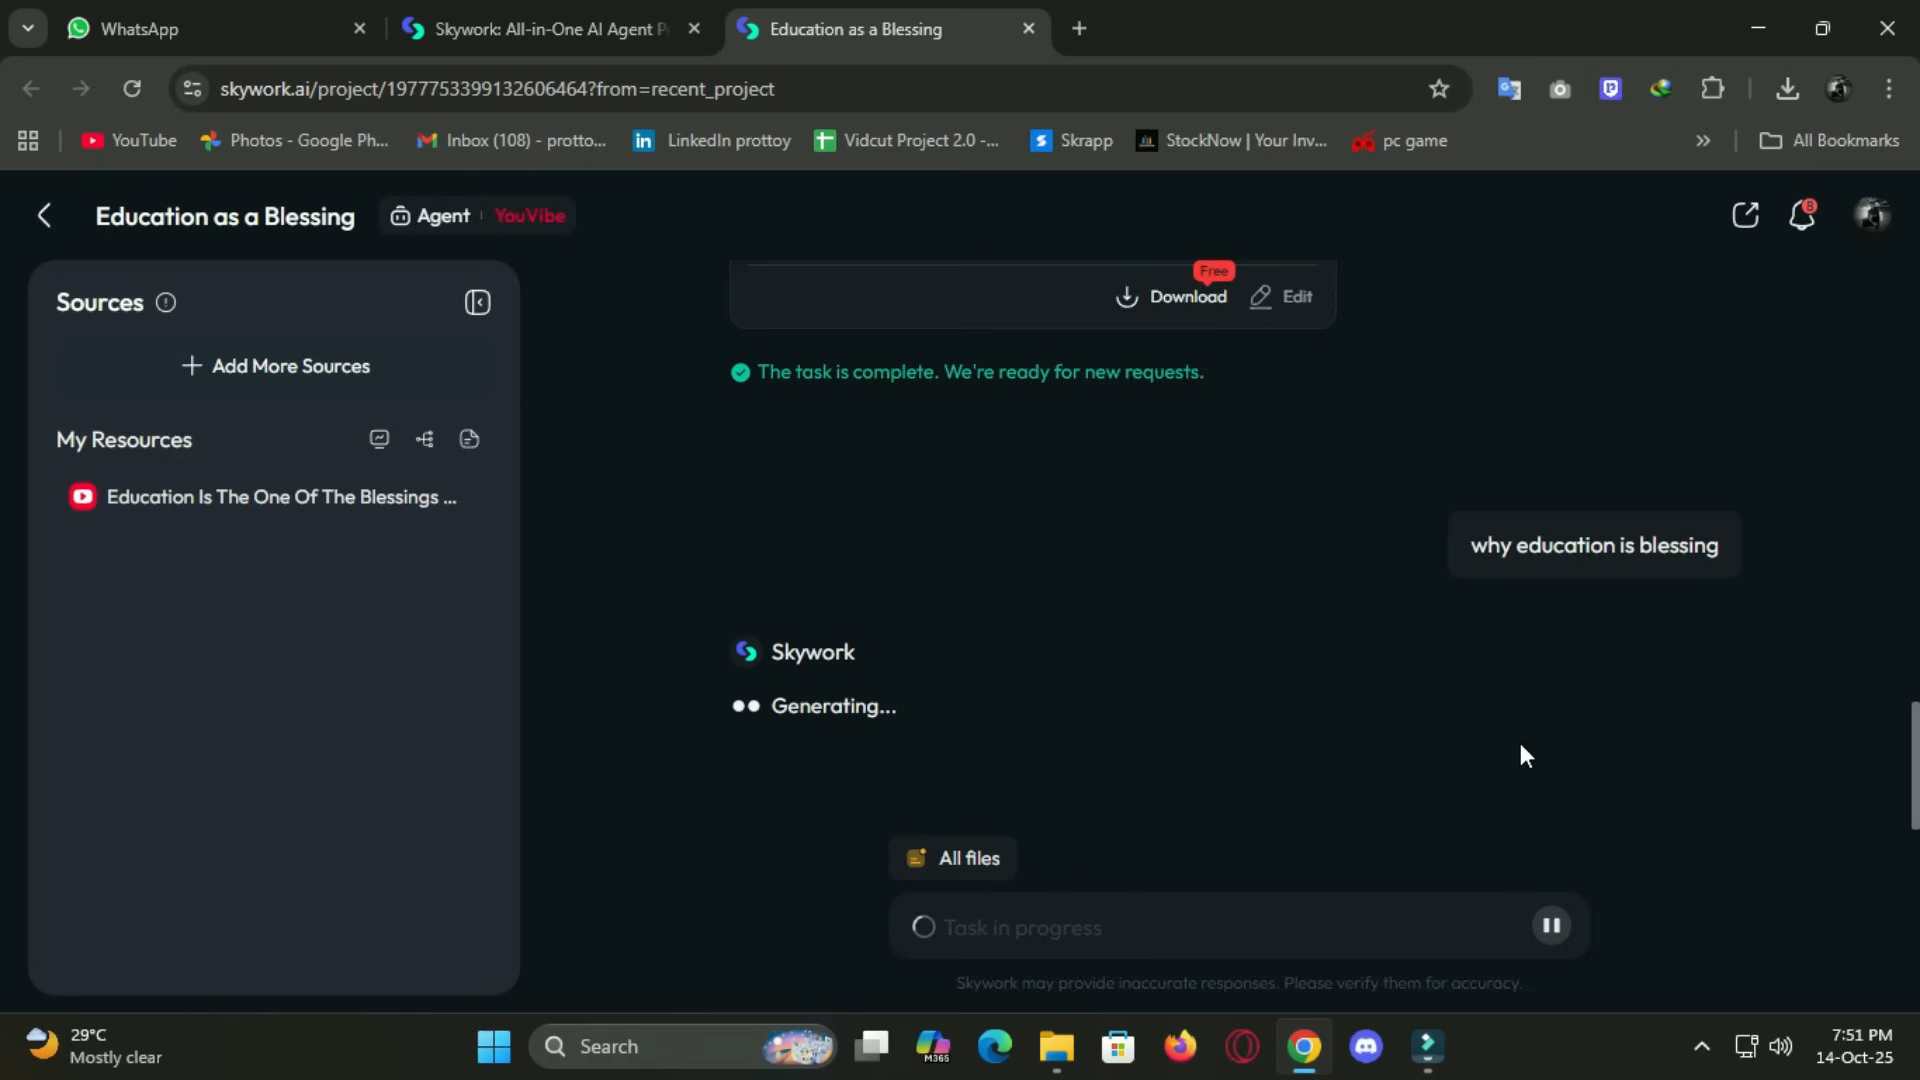 WhatsApp
Skywork: All-in-One AI Agent
Education as a Blessing
skywork.ai/project/1977753399132606464?from=recent_project
YouTube
Photos - Google Ph...
Inbox (108) - protto...
LinkedIn prottoy
Vidcut Project 2.0 -...
Skrapp
StockNow | Your Inv...
pc game
All Bookmarks
Education as a Blessing
Agent
YouVibe
8
Sources
Free
Download
Edit
Add More Sources
The task is complete. We're ready for new requests.
My Resources
Education Is The One Of The Blessings ...
why education is blessing
Skywork
Generating...
All files
Task in progress
Skywork may provide inaccurate responses. Please verify them for accuracy.
29°C
Mostly clear
Search
M365
7:51 PM
14-Oct-25